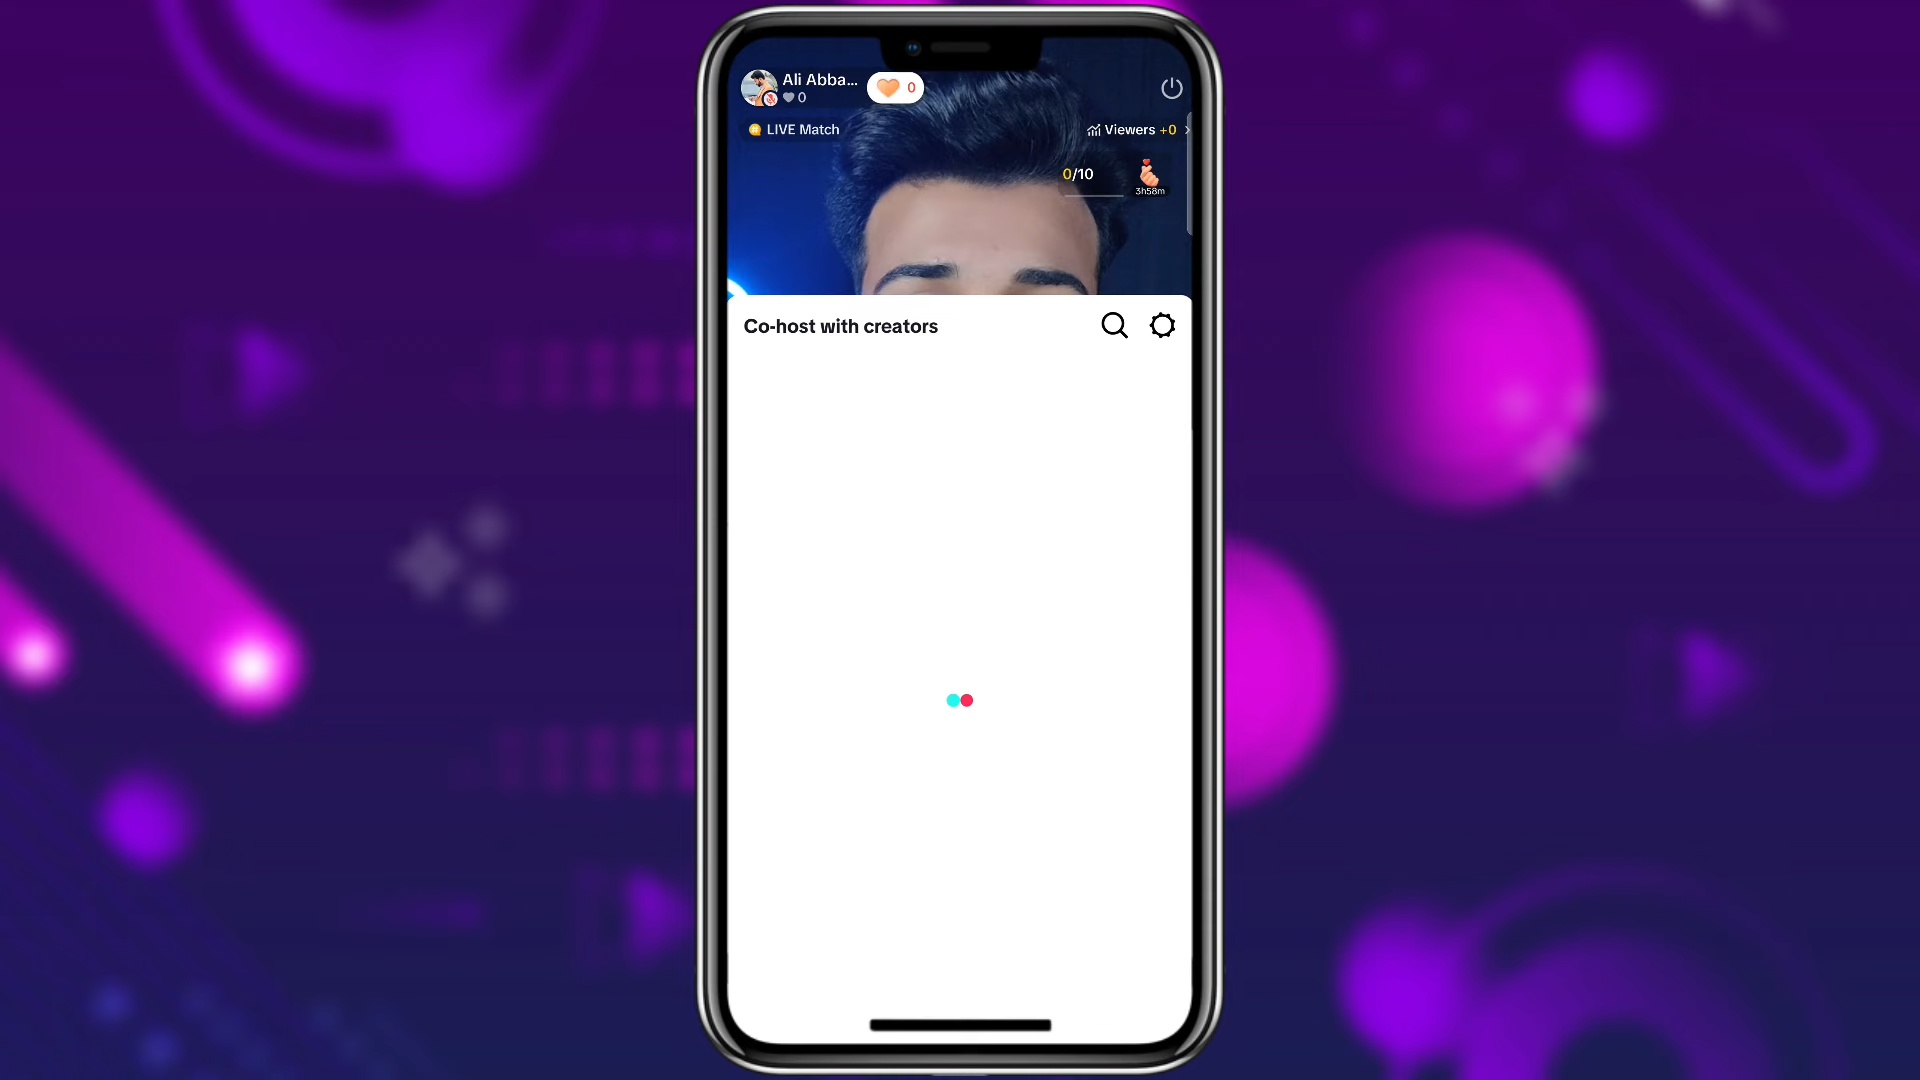 Ali Abba...
0
0
LIVE Match
Viewers +0
0/10
3h58m
Co-host with creators